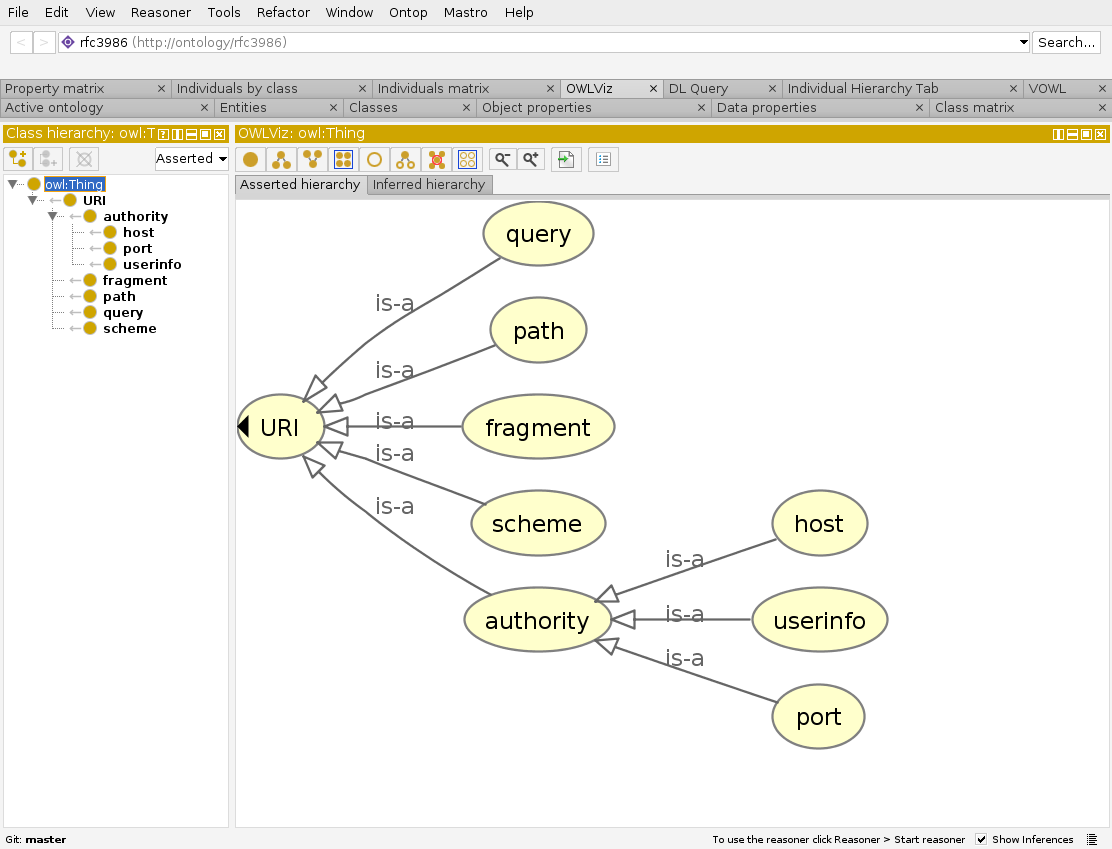 File Edit View Reasoner Tools Refactor Window Ontop Mastro Help
< > rfc3986 (http://ontology/rfc3986) Search...
Property matrix × Individuals by class × Individuals matrix × OWLViz × DL Query × Individual Hierarchy Tab × VOWL ×
Active ontology × Entities × Classes × Object properties × Data properties × Class matrix ×
Class hierarchy: owl:T
OWLViz: owl:Thing
Asserted
Asserted hierarchy Inferred hierarchy
owl:Thing
URI
authority
host
port
userinfo
fragment
path
query
scheme
query
is-a
path
is-a
URI
is-a
fragment
is-a
scheme
is-a
host
is-a
authority
is-a
userinfo
is-a
port
Git: master
To use the reasoner click Reasoner > Start reasoner Show Inferences